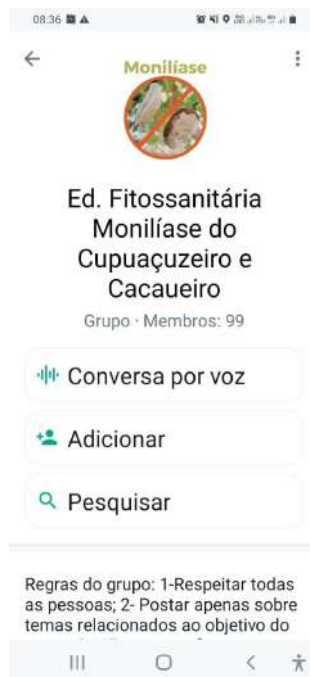 08:36
Monilíase
Ed. Fitossanitária
Monilíase do
Cupuaçuzeiro e
Cacaueiro
Grupo · Membros: 99
Conversa por voz
Adicionar
Pesquisar
Regras do grupo: 1-Respeitar todas
as pessoas; 2- Postar apenas sobre
temas relacionados ao objetivo do